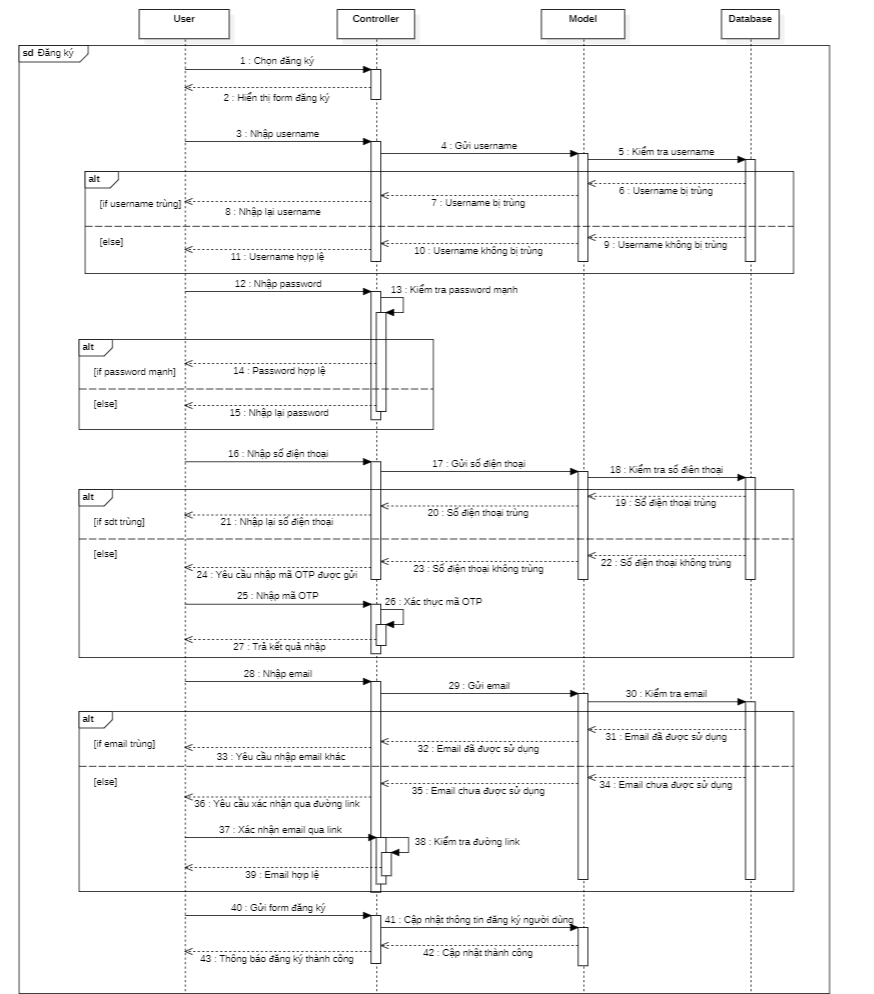 User
Controller
Model
Database
sd Đăng ký
1 : Chọn đăng ký
2 : Hiển thị form đăng ký
3 : Nhập username
4 : Gửi username
5 : Kiểm tra username
alt
6 : Username bị trùng
7 : Username bị trùng
[if username trùng]
8 : Nhập lại username
[else]
9 : Username không bị trùng
10 : Username không bị trùng
11 : Username hợp lệ
12 : Nhập password
13 : Kiểm tra password mạnh
alt
[if password mạnh]
14 : Password hợp lệ
[else]
15 : Nhập lại password
16 : Nhập số điện thoại
17 : Gửi số điện thoại
18 : Kiểm tra số điện thoại
alt
19 : Số điện thoại trùng
20 : Số điện thoại trùng
[if sdt trùng]
21 : Nhập lại số điện thoại
[else]
22 : Số điện thoại không trùng
23 : Số điện thoại không trùng
24 : Yêu cầu nhập mã OTP được gửi
25 : Nhập mã OTP
26 : Xác thực mã OTP
27 : Trả kết quả nhập
28 : Nhập email
29 : Gửi email
30 : Kiểm tra email
alt
31 : Email đã được sử dụng
[if email trùng]
32 : Email đã được sử dụng
33 : Yêu cầu nhập email khác
[else]
34 : Email chưa được sử dụng
35 : Email chưa được sử dụng
36 : Yêu cầu xác nhận qua đường link
37 : Xác nhận email qua link
38 : Kiểm tra đường link
39 : Email hợp lệ
40 : Gửi form đăng ký
41 : Cập nhật thông tin đăng ký người dùng
42 : Cập nhật thành công
43 : Thông báo đăng ký thành công